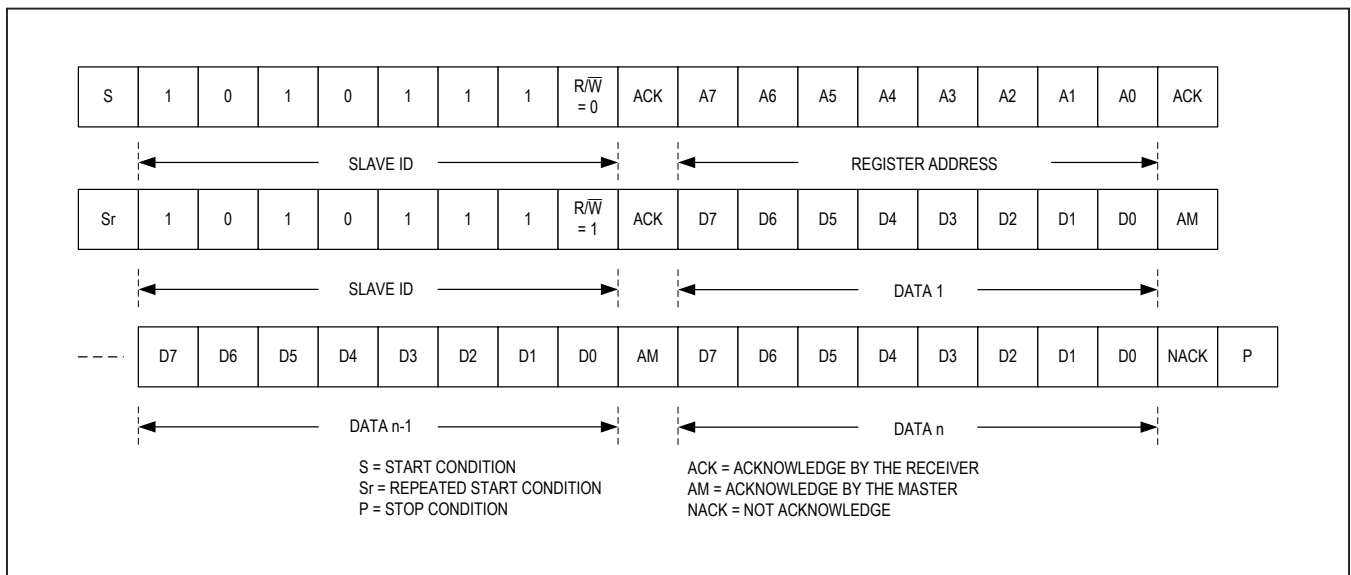 S 1 0 1 0 1 1 1 R/W̅ = 0 ACK A7 A6 A5 A4 A3 A2 A1 A0 ACK
SLAVE ID REGISTER ADDRESS
Sr 1 0 1 0 1 1 1 R/W̅ = 1 ACK D7 D6 D5 D4 D3 D2 D1 D0 AM
SLAVE ID DATA 1
D7 D6 D5 D4 D3 D2 D1 D0 AM D7 D6 D5 D4 D3 D2 D1 D0 NACK P
DATA n-1 DATA n
S = START CONDITION
Sr = REPEATED START CONDITION
P = STOP CONDITION
ACK = ACKNOWLEDGE BY THE RECEIVER
AM = ACKNOWLEDGE BY THE MASTER
NACK = NOT ACKNOWLEDGE